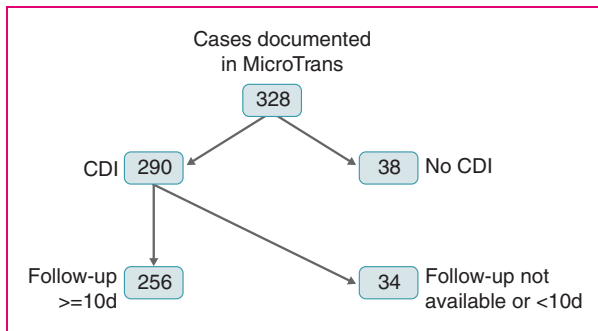 Cases documented
in MicroTrans
328
CDI 290
38 No CDI
Follow-up
>=10d
256
34
Follow-up not
available or <10d